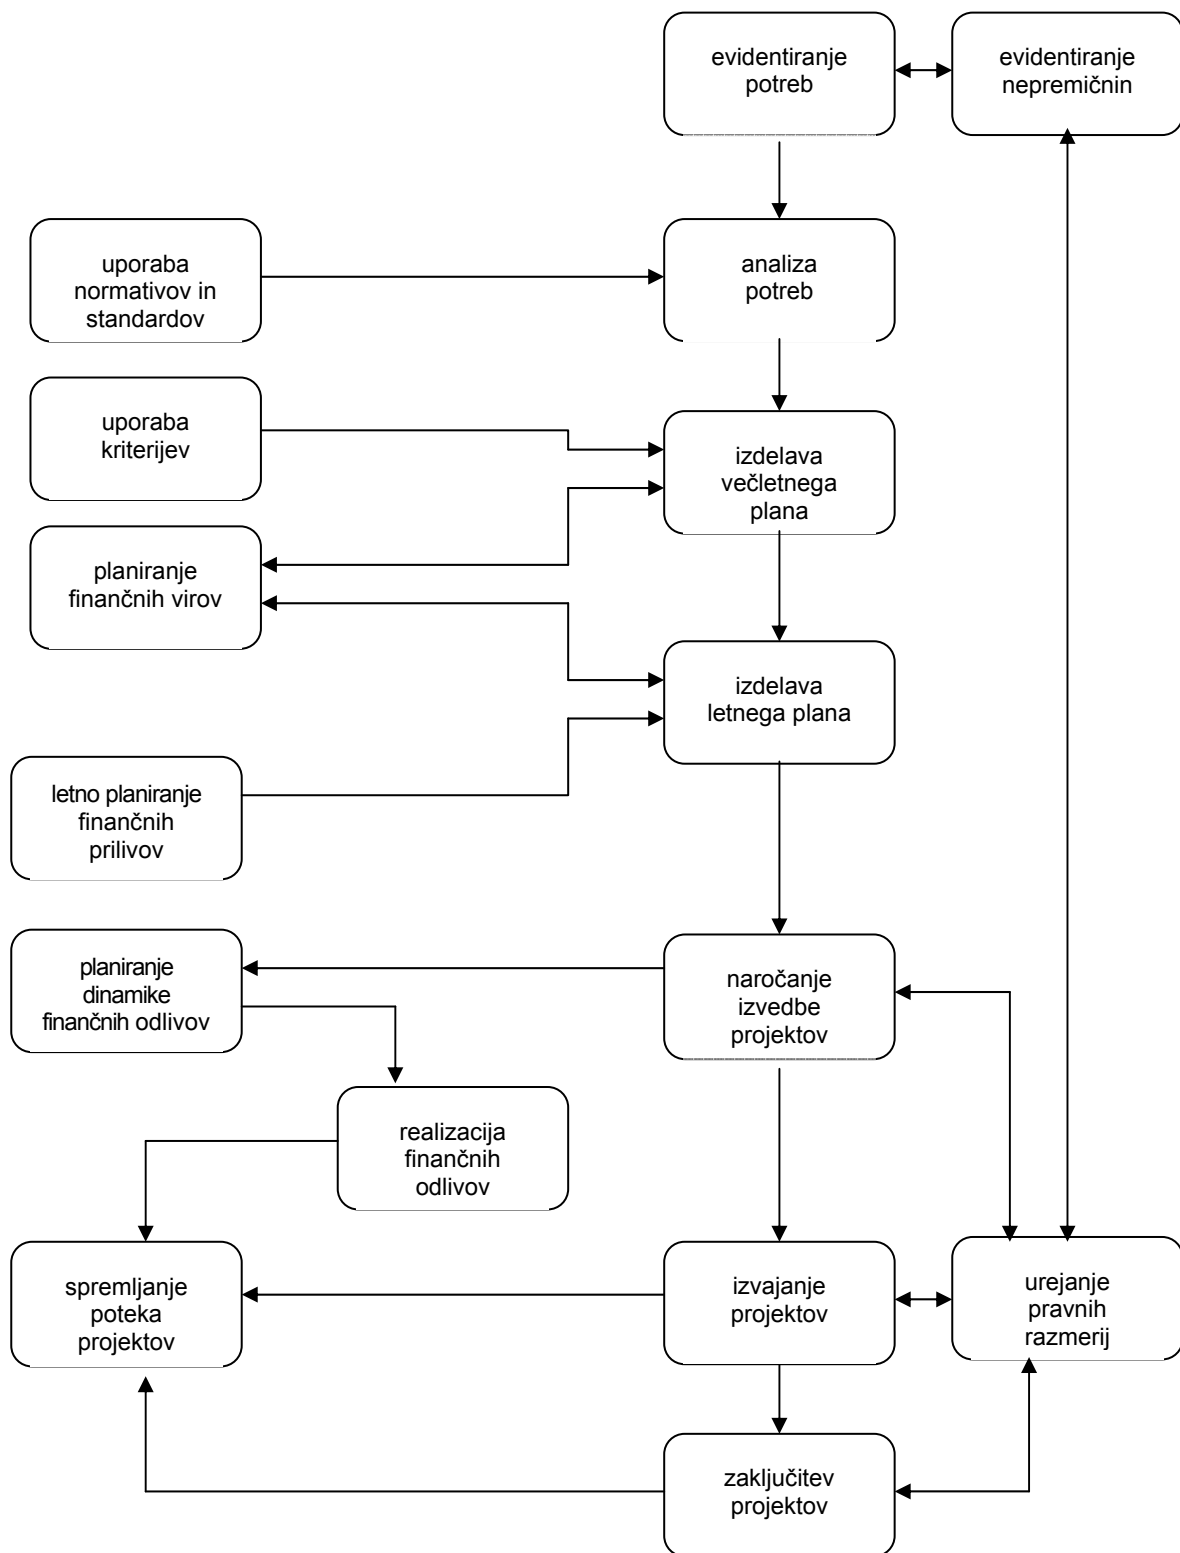 evidentiranje
potreb
evidentiranje
nepremičnin
uporaba
normativov in
standardov
analiza
potreb
uporaba
kriterijev
izdelava
večletnega
plana
planiranje
finančnih virov
izdelava
letnega plana
letno planiranje
finančnih
prilivov
planiranje
dinamike
finančnih odlivov
naročanje
izvedbe
projektov
realizacija
finančnih
odlivov
spremljanje
poteka
projektov
izvajanje
projektov
urejanje
pravnih
razmerij
zaključitev
projektov